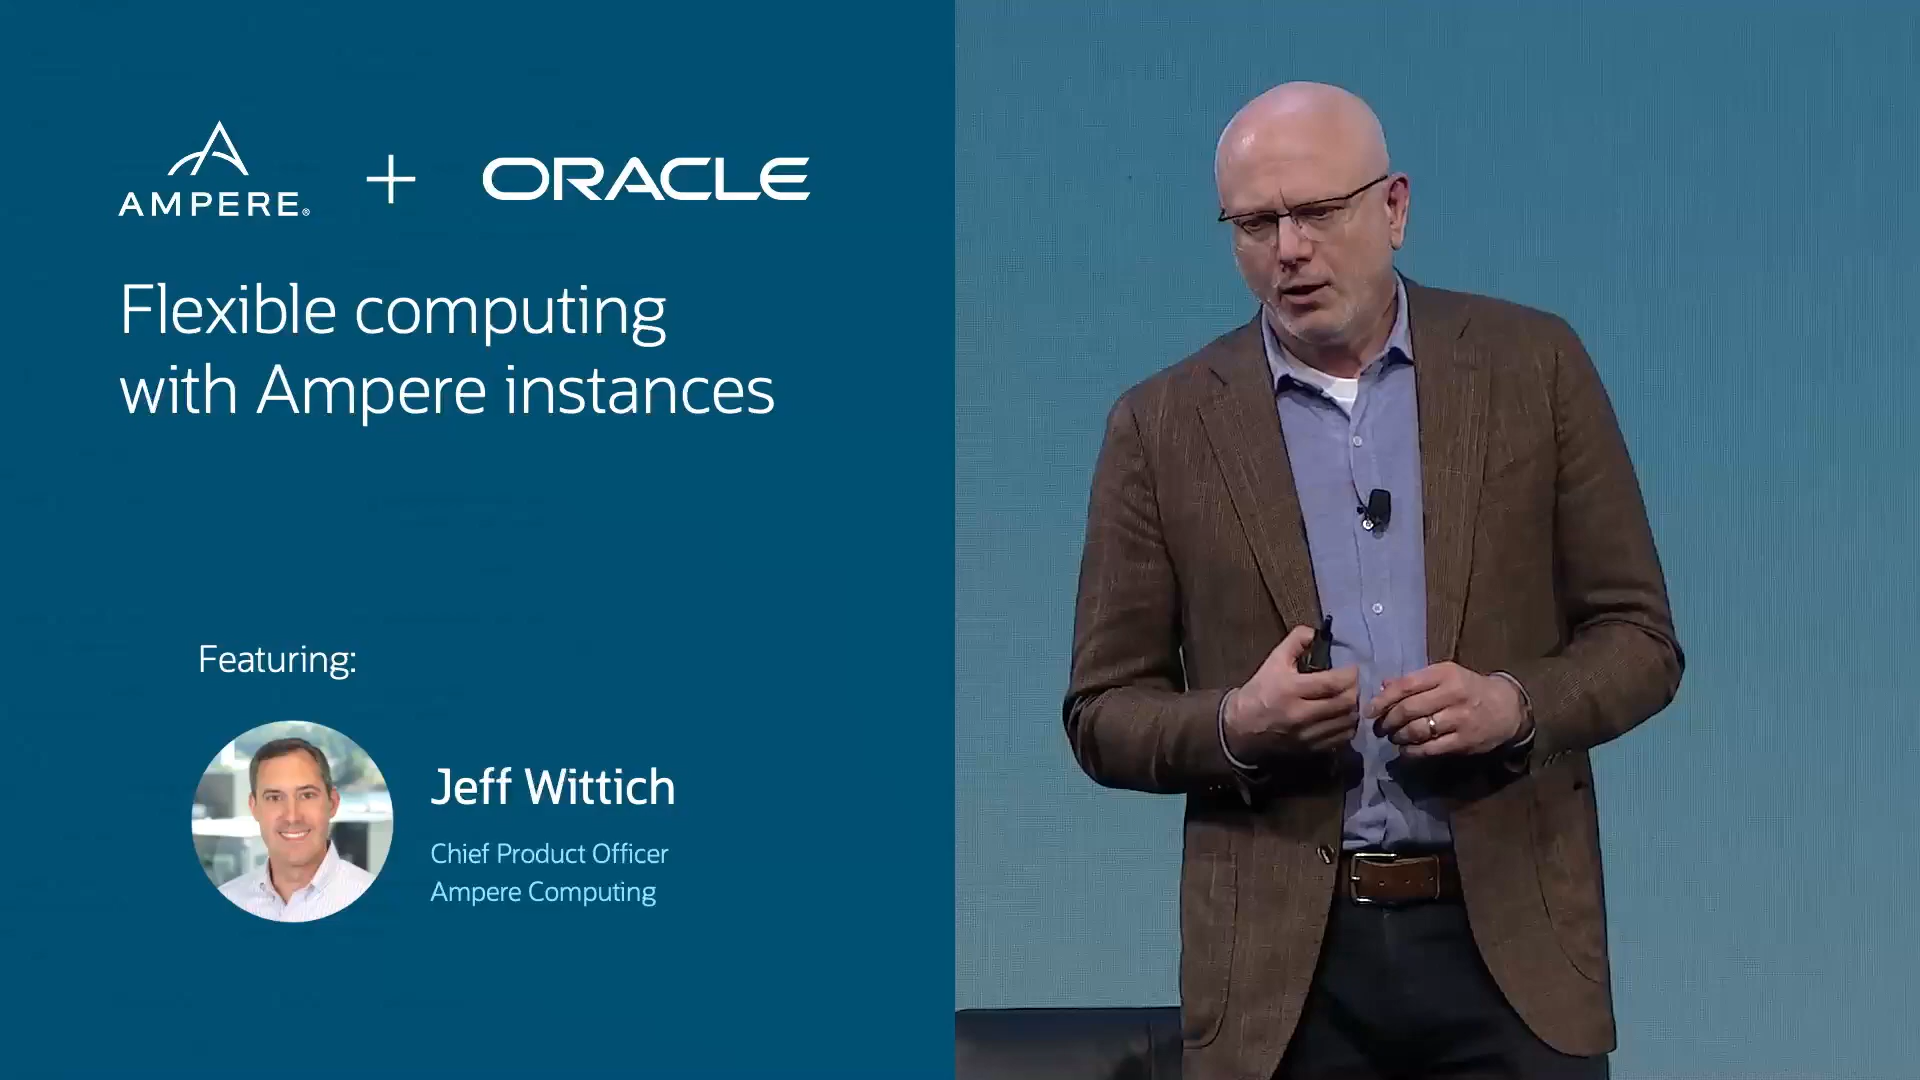 AMPERE®
+
ORACLE
Flexible computing
with Ampere instances
Featuring:
Jeff Wittich
Chief Product Officer
Ampere Computing